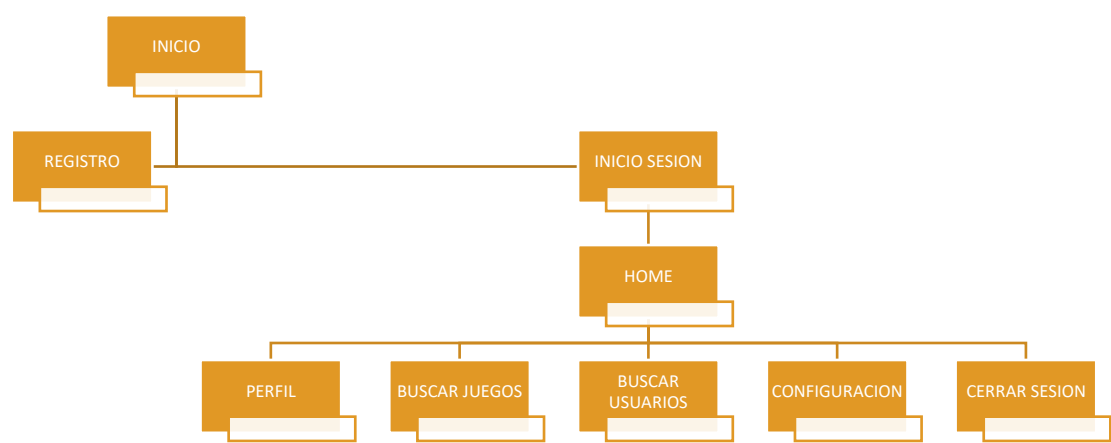 INICIO
REGISTRO
INICIO SESION
HOME
PERFIL
BUSCAR JUEGOS
BUSCAR
USUARIOS
CONFIGURACION
CERRAR SESION